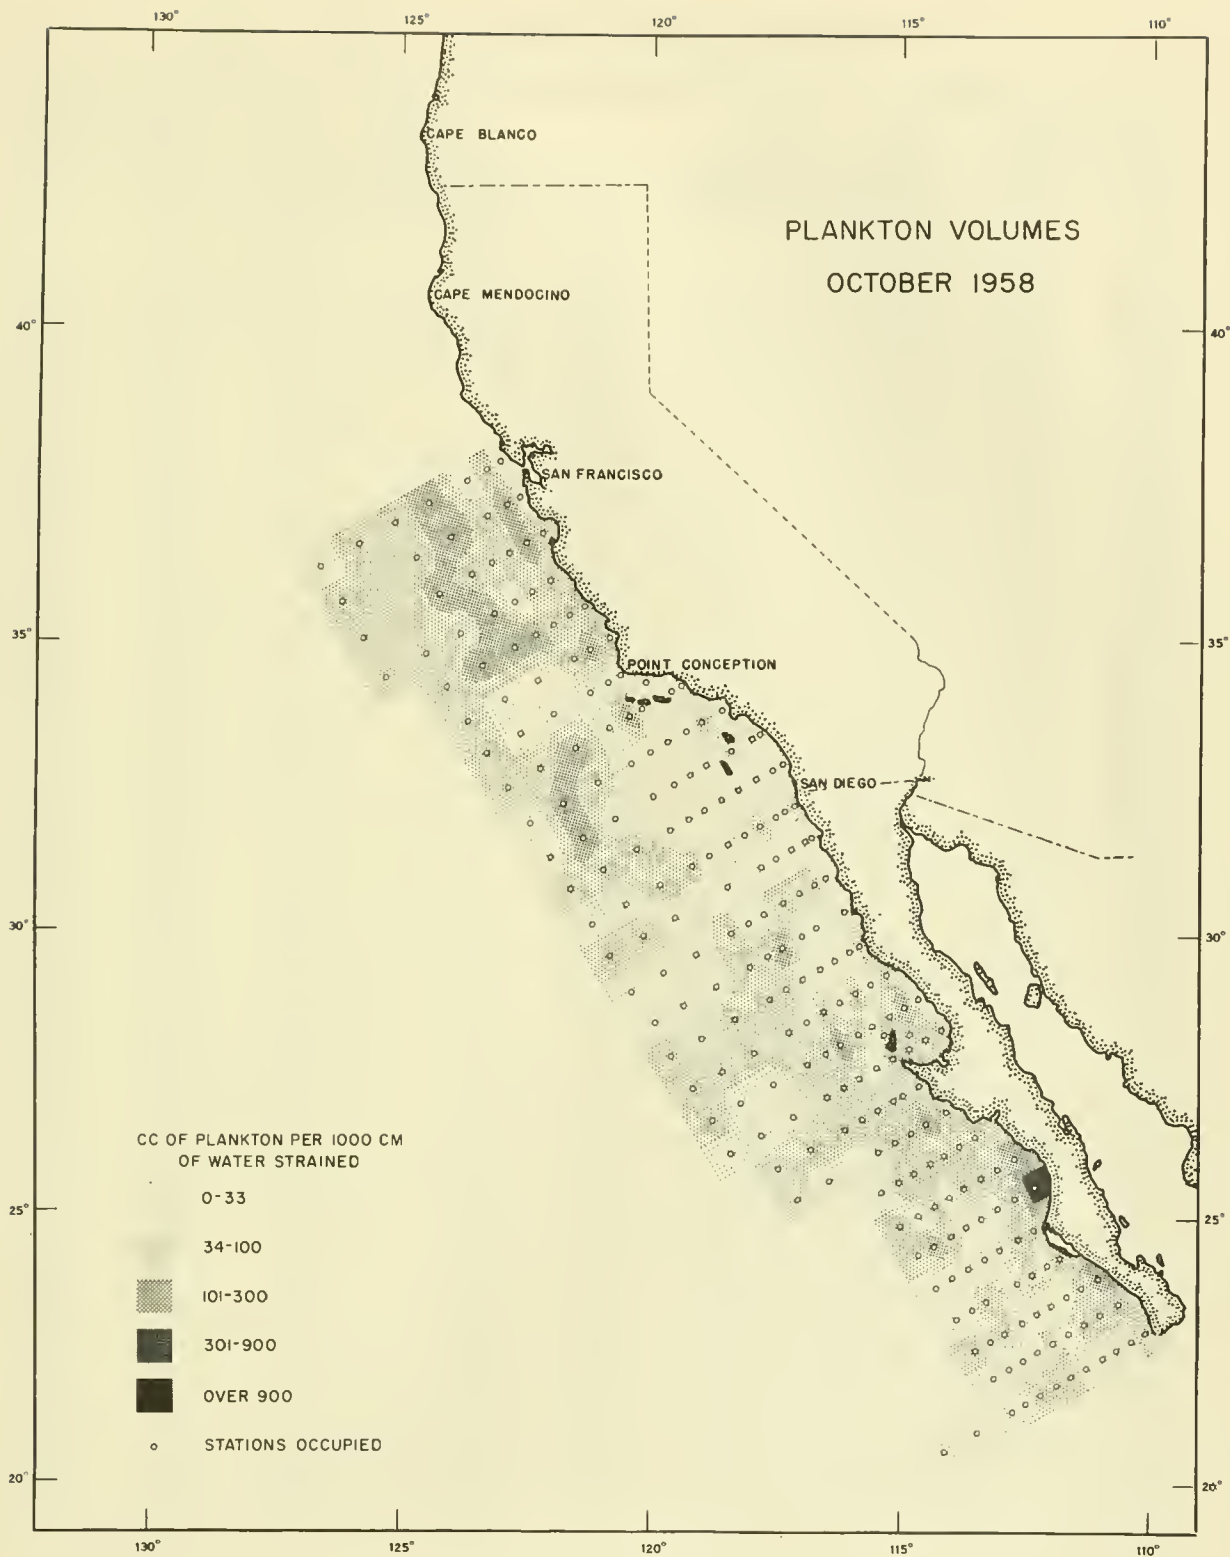 130° 125° 120° 115° 110°
CAPE BLANCO
PLANKTON VOLUMES
OCTOBER 1958
CAPE MENDOCINO
40° 40°
SAN FRANCISCO
35° 35°
POINT CONCEPTION
SAN DIEGO
30° 30°
CC OF PLANKTON PER 1000 CM
OF WATER STRAINED
0-33
25° 25°
34-100
101-300
301-900
OVER 900
STATIONS OCCUPIED
20° 20°
130° 125° 120° 115° 110°